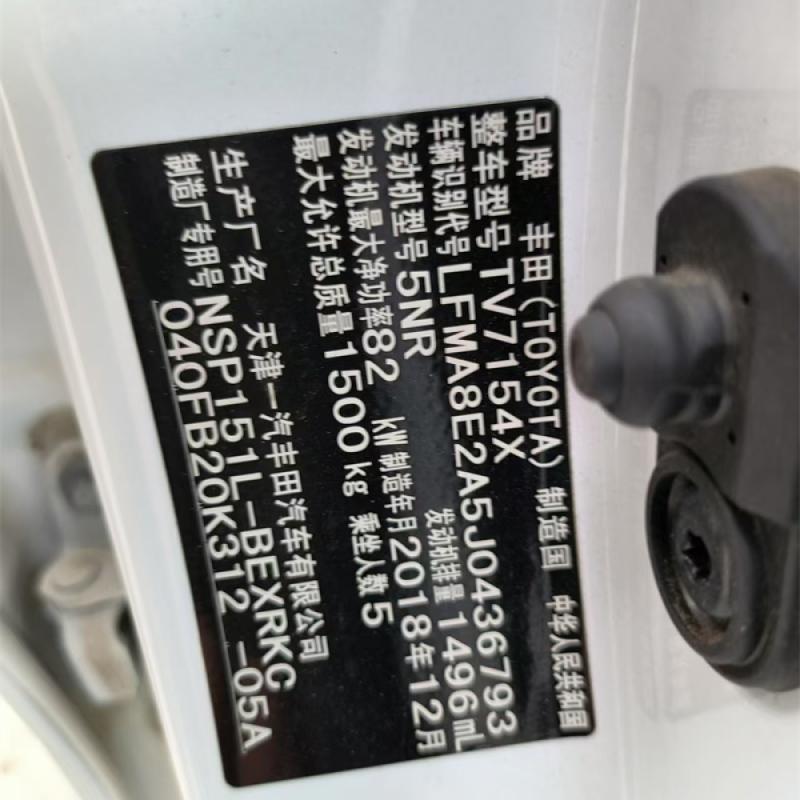 品牌 丰田(TOYOTA) 制造国 中华人民共和国
整车型号 TV7154X
车辆识别代号 LFMA8E2A5J0436793
发动机型号 5NR 发动机排量 1496mL
发动机最大净功率 82 kW 制造年月 2018年12月
最大允许总质量 1500kg 乘坐人数 5
生产厂名 天津一汽丰田汽车有限公司
制造厂专用号 NSP151L-BEXRKC
040FB20K312 -05A